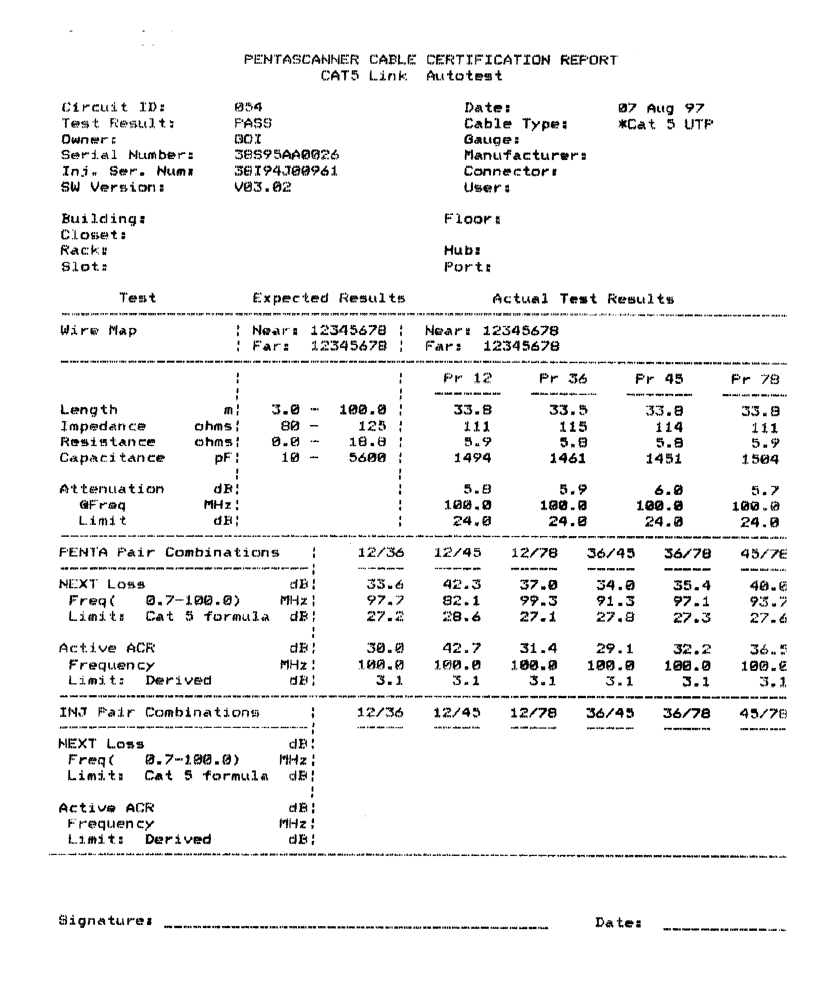 PENTASCANNER CABLE CERTIFICATION REPORT
CAT5 Link Autotest
Circuit ID: 054 Date: 07 Aug 97
Test Result: PASS Cable Type: *Cat 5 UTP
Owner: GOI Gauge:
Serial Number: 38S95AA0026 Manufacturer:
Inj. Ser. Num: 38I94J00961 Connector:
SW Version: V03.02 User:
Building: Floor:
Closet:
Rack: Hub:
Slot: Port:
Test Expected Results Actual Test Results
Wire Map | Near: 12345678 | Near: 12345678
| Far: 12345678 | Far: 12345678
| | Pr 12 Pr 36 Pr 45 Pr 78
Length m| 3.0 - 100.0 | 33.8 33.5 33.8 33.8
Impedance ohms| 80 - 125 | 111 115 114 111
Resistance ohms| 0.0 - 18.8 | 5.9 5.8 5.8 5.9
Capacitance pF| 10 - 5600 | 1494 1461 1451 1504
Attenuation dB| | 5.8 5.9 6.0 5.7
@Freq MHz| | 100.0 100.0 100.0 100.0
Limit dB| | 24.0 24.0 24.0 24.0
PENTA Pair Combinations | 12/36 12/45 12/78 36/45 36/78 45/78
NEXT Loss dB| 33.6 42.3 37.0 34.0 35.4 40.0
Freq( 0.7-100.0) MHz| 97.7 82.1 99.3 91.3 97.1 93.7
Limit: Cat 5 formula dB| 27.2 28.6 27.1 27.8 27.3 27.6
Active ACR dB| 30.0 42.7 31.4 29.1 32.2 36.5
Frequency MHz| 100.0 100.0 100.0 100.0 100.0 100.0
Limit: Derived dB| 3.1 3.1 3.1 3.1 3.1 3.1
INJ Pair Combinations | 12/36 12/45 12/78 36/45 36/78 45/78
NEXT Loss dB|
Freq( 0.7-100.0) MHz|
Limit: Cat 5 formula dB|
Active ACR dB|
Frequency MHz|
Limit: Derived dB|
Signature: Date: